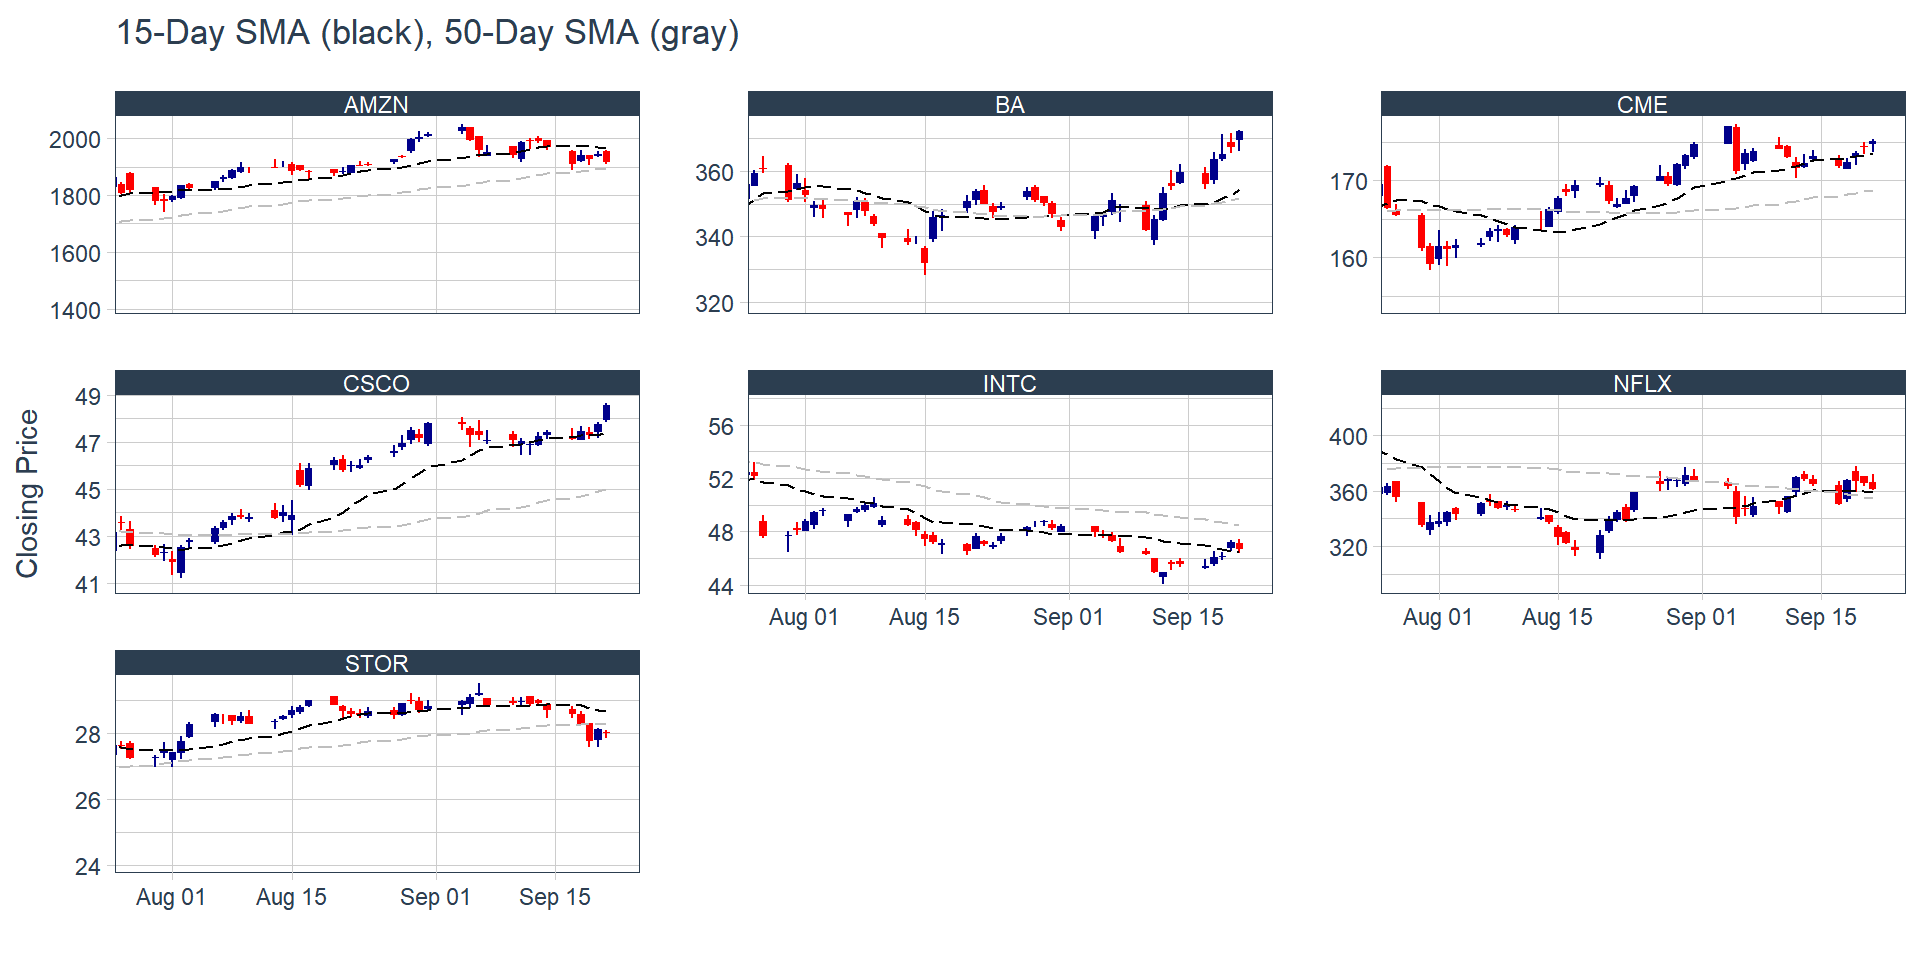 15-Day SMA (black), 50-Day SMA (gray)
AMZN
BA
CME
2000
1800
1600
1400
360
340
320
170
160
CSCO
INTC
NFLX
Closing Price
49
47
45
43
41
56
52
48
44
400
360
320
Aug 01 Aug 15 Sep 01 Sep 15
Aug 01 Aug 15 Sep 01 Sep 15
STOR
28
26
24
Aug 01 Aug 15 Sep 01 Sep 15